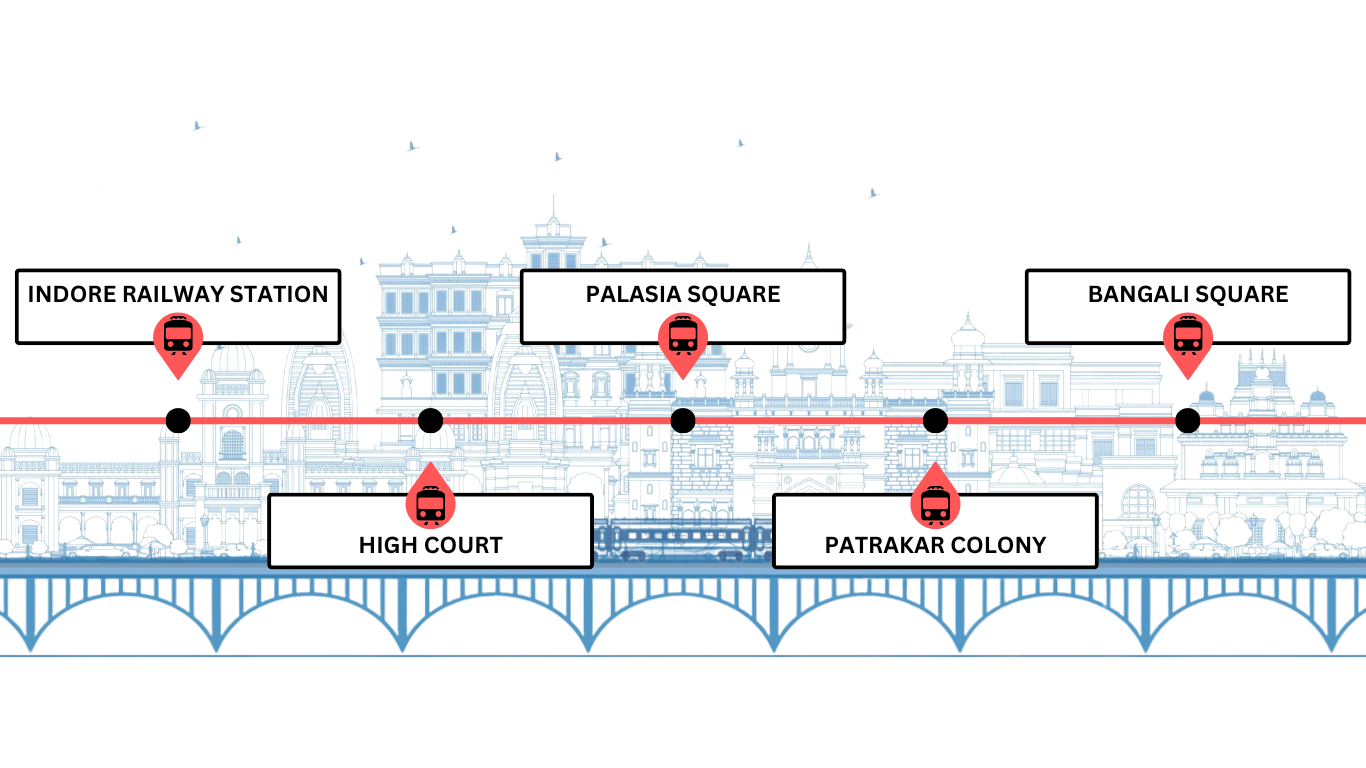 INDORE RAILWAY STATION
HIGH COURT
PALASIA SQUARE
PATRAKAR COLONY
BANGALI SQUARE